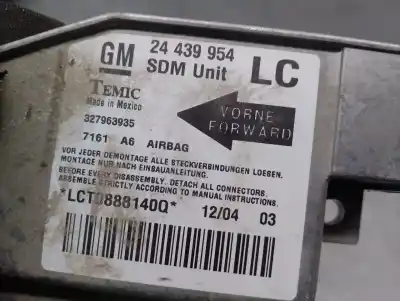 GM 24 439 954 LC
SDM Unit
TEMIC
Made in Mexico
VORNE
FORWARD
327963935
7161 A6 AIRBAG
VOR JEDER DEMONTAGE ALLE STECKVERBINDUNGEN LOESEN.
MONTAGE NUR NACH EINBAUANLEITUNG.
BEFORE EVERY DISASSEMBLY, DETACH ALL CONNECTORS.
ASSEMBLE STRICTLY ACCORDING TO MANUAL INSTRUCTIONS.
*LCT0888140Q* 12/04 03